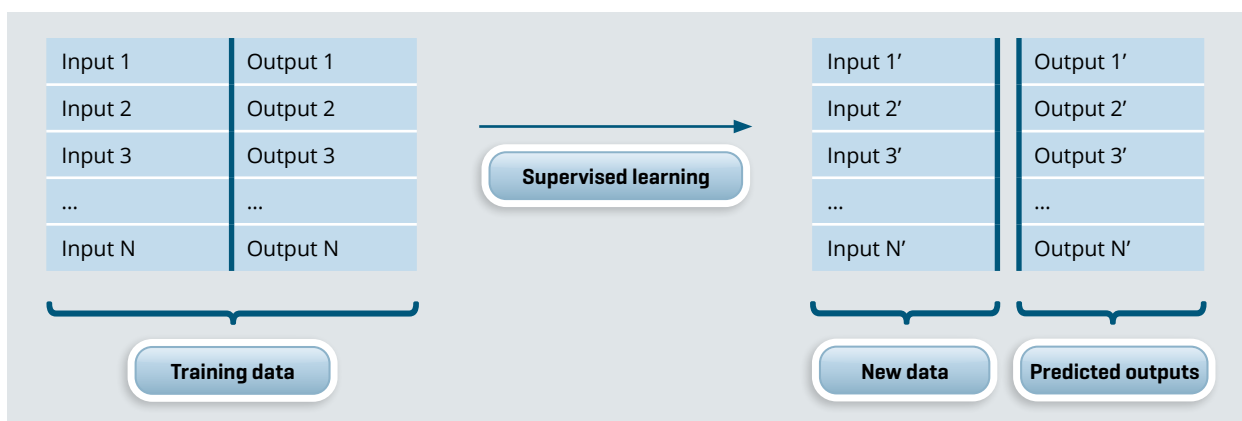 Input 1 Output 1
Input 2 Output 2
Input 3 Output 3
... ...
Input N Output N
Training data
Supervised learning
Input 1’ Output 1’
Input 2’ Output 2’
Input 3’ Output 3’
... ...
Input N’ Output N’
New data
Predicted outputs